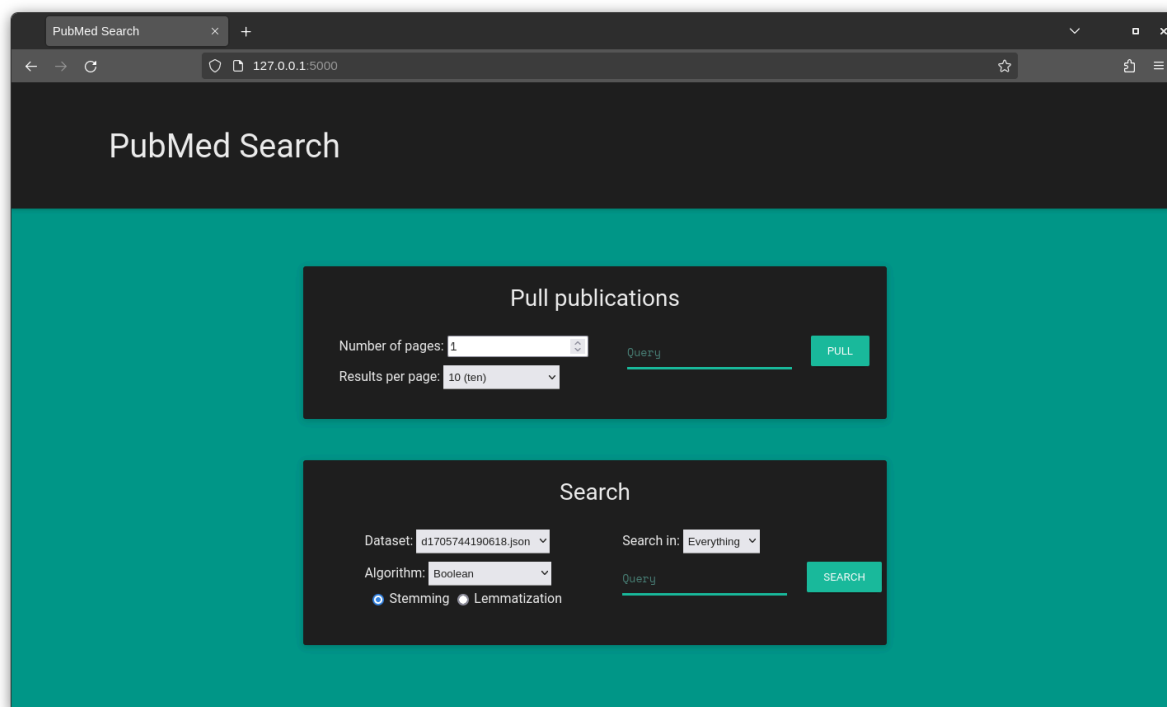 PubMed Search
127.0.0.1:5000
PubMed Search
Pull publications
Number of pages: 1
Query
PULL
Results per page: 10 (ten)
Search
Dataset: d1705744190618.json
Search in: Everything
Algorithm: Boolean
Query
SEARCH
Stemming Lemmatization